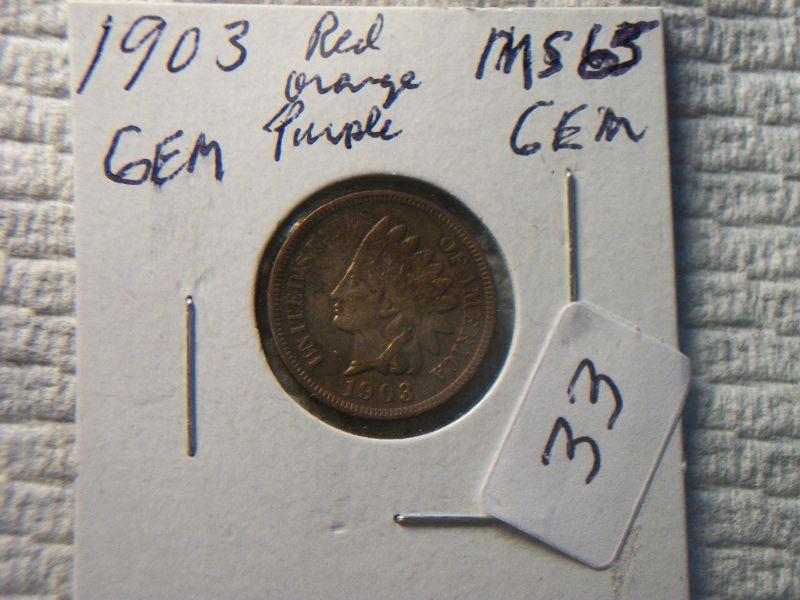 1903 Red MS65
orange
GEM Purple GEM
UNITED STATES OF AMERICA
1903
33